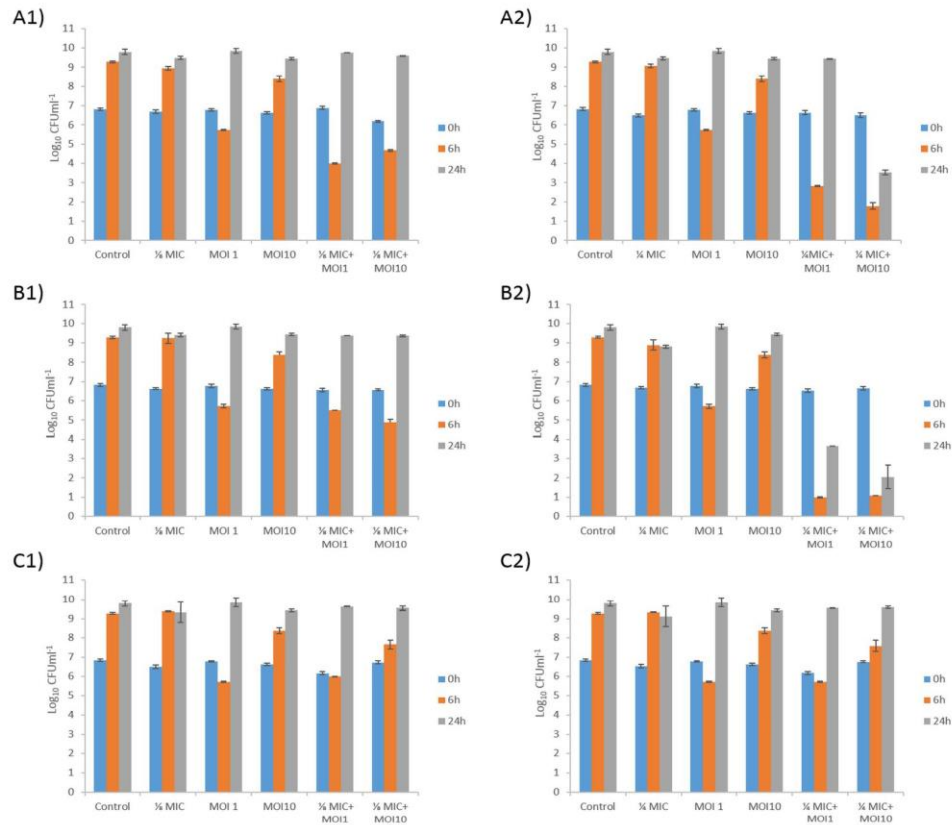 A1)
11
10
9
8
7
6
5
4
3
2
1
0
Log₁₀ CFUml⁻¹
Control
⅛ MIC
MOI 1
MOI10
⅛ MIC+
MOI1
⅛ MIC+
MOI10
0h
6h
24h
A2)
11
10
9
8
7
6
5
4
3
2
1
0
Log₁₀ CFUml⁻¹
Control
¼ MIC
MOI 1
MOI10
¼MIC+
MOI1
¼ MIC+
MOI10
0h
6h
24h
B1)
11
10
9
8
7
6
5
4
3
2
1
0
Log₁₀ CFUml⁻¹
Control
⅛ MIC
MOI 1
MOI10
⅛ MIC+
MOI1
⅛ MIC+
MOI10
0h
6h
24h
B2)
11
10
9
8
7
6
5
4
3
2
1
0
Log₁₀ CFUml⁻¹
Control
¼ MIC
MOI 1
MOI10
¼ MIC+
MOI1
¼ MIC+
MOI10
0h
6h
24h
C1)
11
10
9
8
7
6
5
4
3
2
1
0
Log₁₀ CFUml⁻¹
Control
⅛ MIC
MOI 1
MOI10
⅛ MIC+
MOI1
⅛ MIC+
MOI10
0h
6h
24h
C2)
11
10
9
8
7
6
5
4
3
2
1
0
Log₁₀ CFUml⁻¹
Control
¼ MIC
MOI 1
MOI10
¼ MIC+
MOI1
¼ MIC+
MOI10
0h
6h
24h